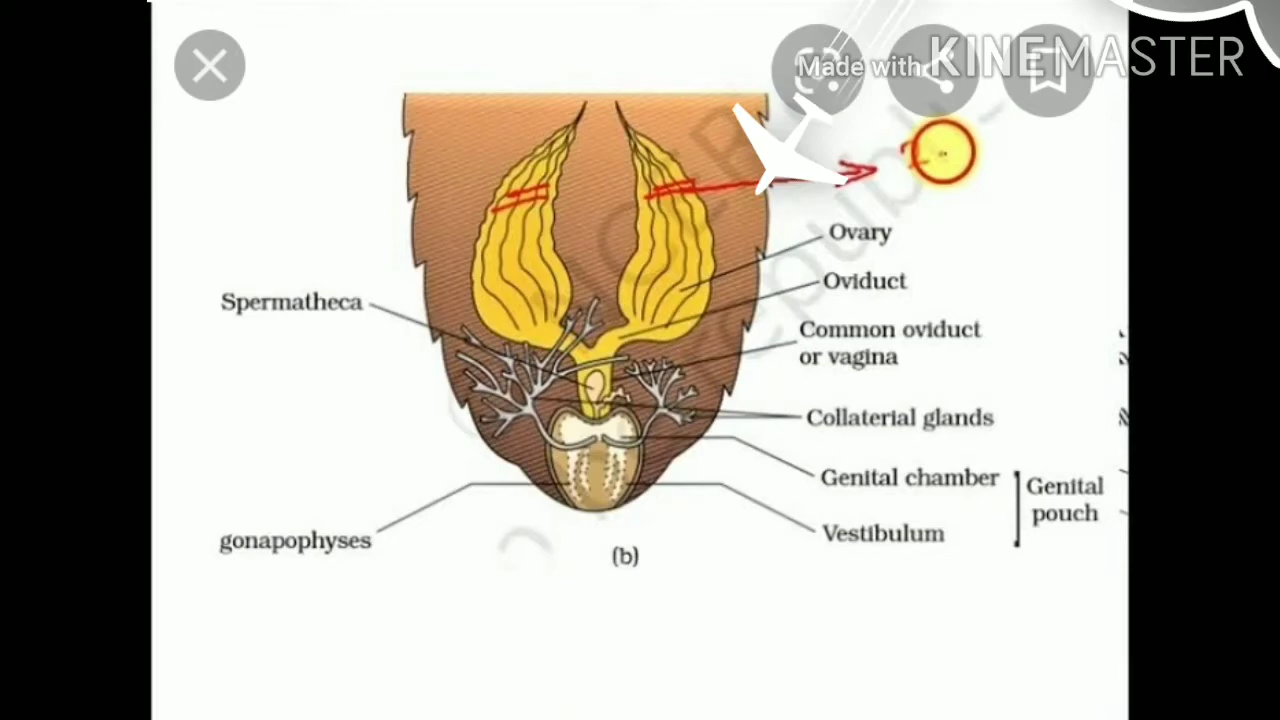 Made with KINEMASTER
Ovary
Oviduct
Spermatheca
Common oviduct
or vagina
Collaterial glands
Genital chamber
Genital
pouch
Vestibulum
gonapophyses
(b)